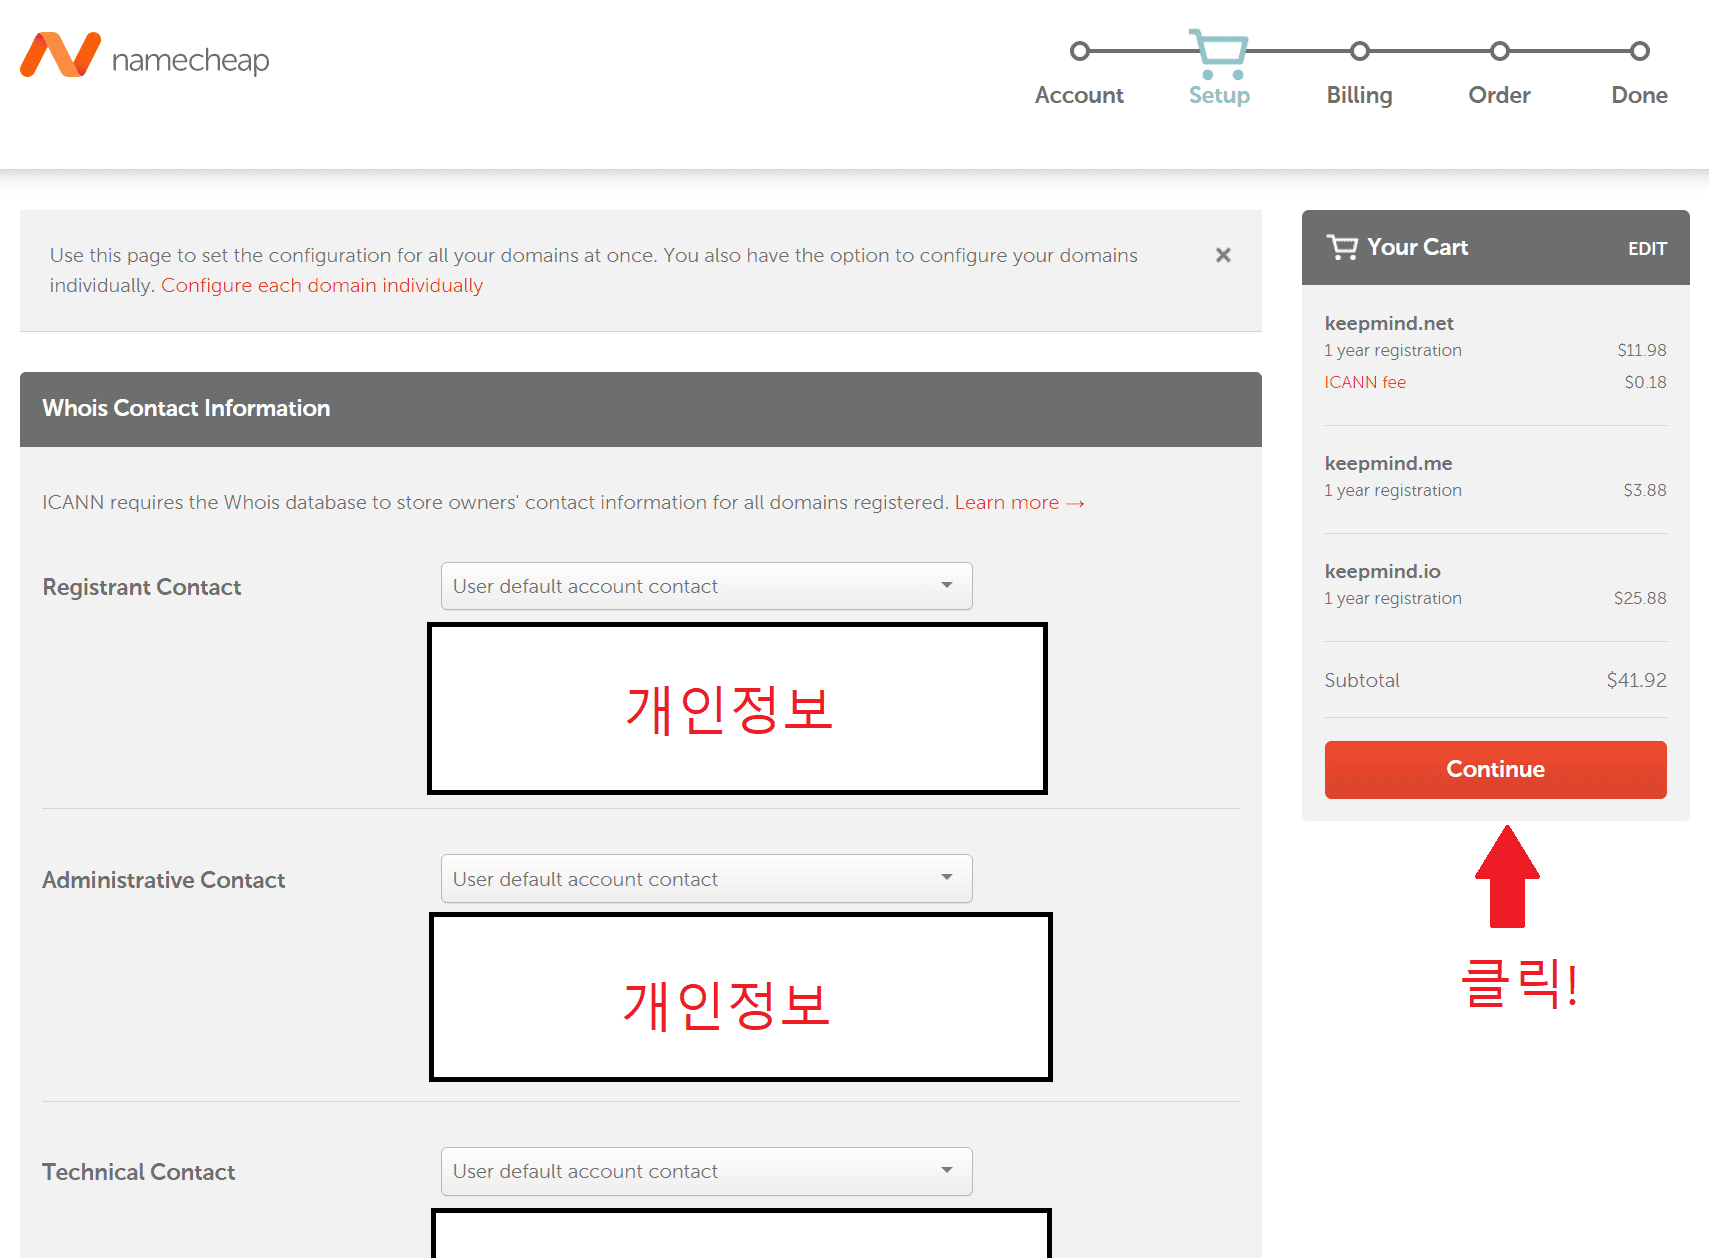 namecheap
Account
Setup
Billing
Order
Done
Use this page to set the configuration for all your domains at once. You also have the option to configure your domains
individually. Configure each domain individually
Whois Contact Information
ICANN requires the Whois database to store owners' contact information for all domains registered. Learn more →
Registrant Contact
User default account contact
개인정보
Administrative Contact
User default account contact
개인정보
Technical Contact
User default account contact
Your Cart
EDIT
keepmind.net
1 year registration $11.98
ICANN fee $0.18
keepmind.me
1 year registration $3.88
keepmind.io
1 year registration $25.88
Subtotal $41.92
Continue
클릭!